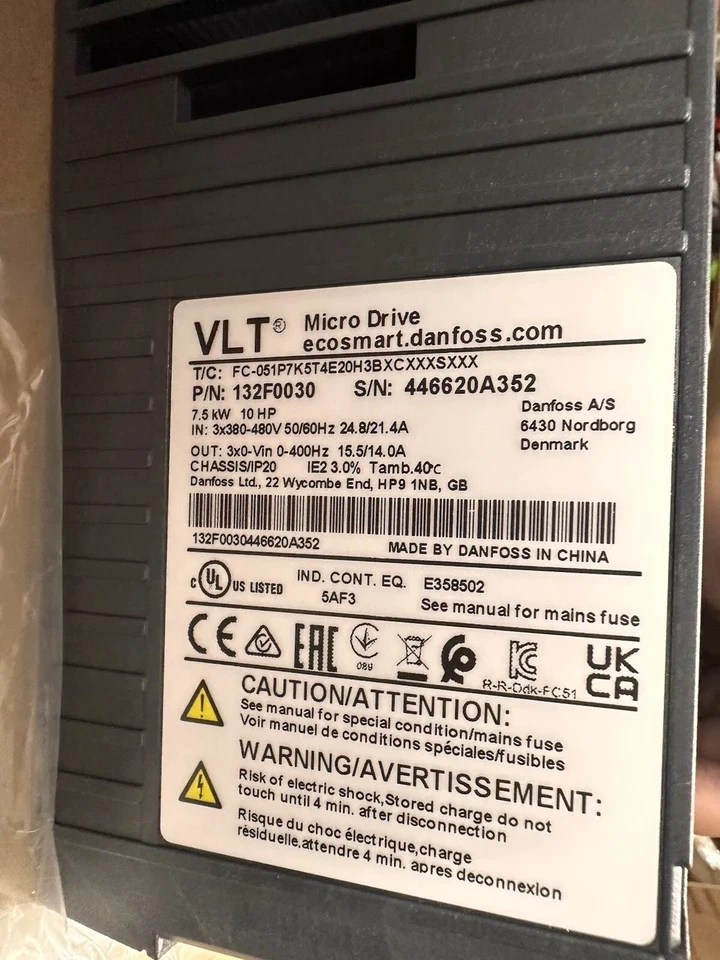 VLT® Micro Drive
ecosmart.danfoss.com
T/C: FC-051P7K5T4E20H3BXCXXXSXXX
P/N: 132F0030 S/N: 446620A352
7.5 kW 10 HP
IN: 3x380-480V 50/60Hz 24.8/21.4A
OUT: 3x0-Vin 0-400Hz 15.5/14.0A
CHASSIS/IP20 IE2 3.0% Tamb.40°C
Danfoss A/S
6430 Nordborg
Denmark
Danfoss Ltd., 22 Wycombe End, HP9 1NB, GB
132F0030446620A352 MADE BY DANFOSS IN CHINA
c UL US LISTED IND. CONT. EQ. E358502
5AF3 See manual for mains fuse
CE EAC 089 UK CA
R-R-Ddk-FC51
CAUTION/ATTENTION:
See manual for special condition/mains fuse
Voir manuel de conditions spéciales/fusibles
WARNING/AVERTISSEMENT:
Risk of electric shock,Stored charge do not
touch until 4 min. after disconnection
Risque du choc électrique,charge
résiduelle,attendre 4 min. apres deconnexion